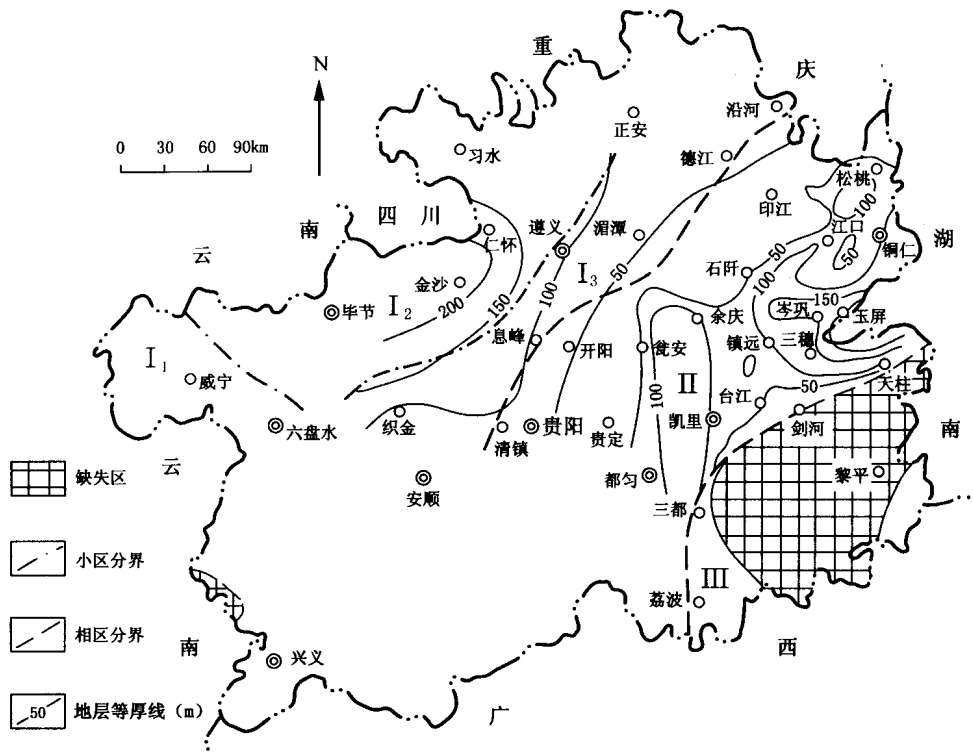 重
庆
N
沿河
正安
0 30 60 90km
习水
德江
松桃
100
四川
印江
南
仁怀
遵义
湄潭
江口
铜仁
湖
云
50
50
石阡
I3
金沙
200
150
100
50
100
岑巩
150
玉屏
毕节
I2
余庆
三穗
息峰
开阳
瓮安
镇远
I1
威宁
II
天柱
100
台江
50
织金
凯里
剑河
六盘水
清镇
贵阳
贵定
南
云
缺失区
安顺
都匀
黎平
三都
小区分界
III
荔波
相区分界
南
西
兴义
50
地层等厚线（m）
广